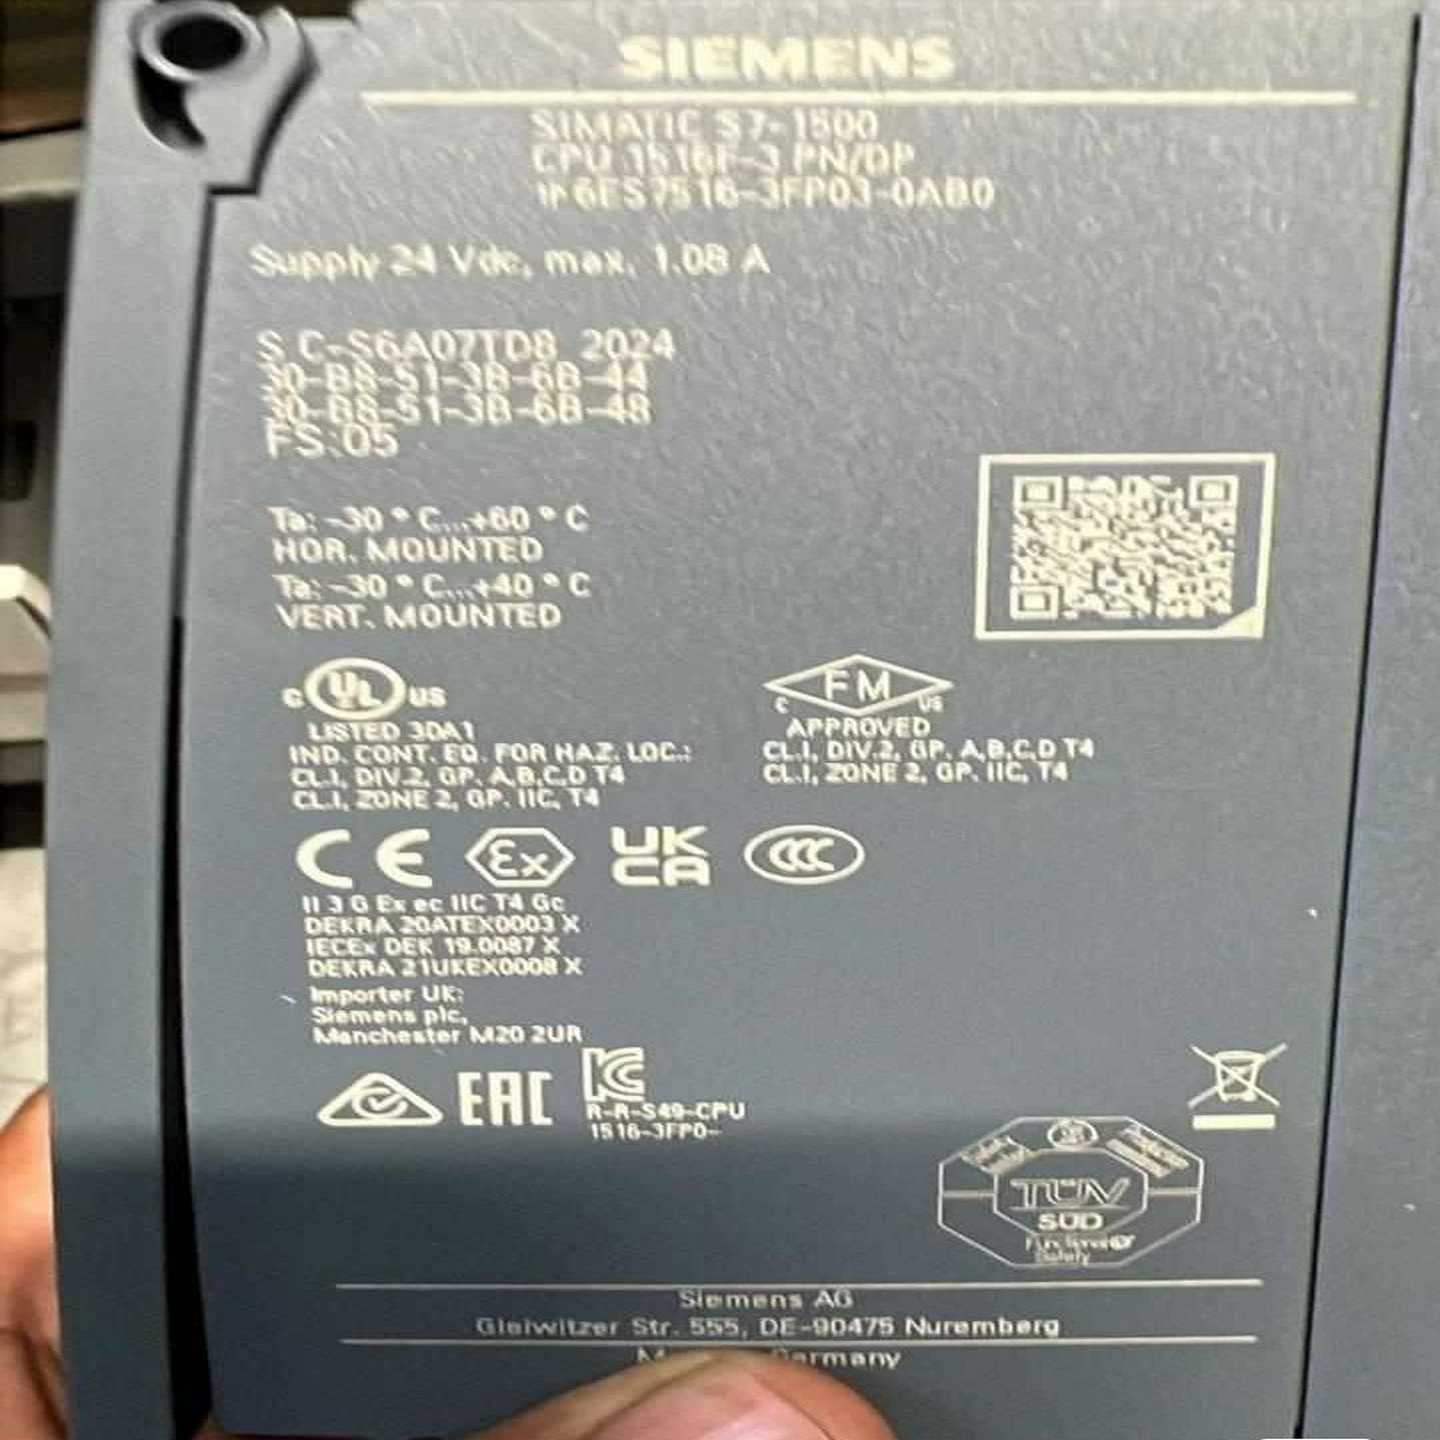 SIEMENS
SIMATIC S7-1500
CPU 1516F-3 PN/DP
1P 6ES7516-3FP03-0AB0
Supply 24 Vdc, max. 1.08 A
S C-S6A07TD8 2024
30-B8-51-3B-6B-44
30-B8-51-3B-6B-48
FS:05
Ta: -30 ° C...+60 ° C
HOR. MOUNTED
Ta: -30 ° C...+40 ° C
VERT. MOUNTED
C UL US
LISTED 3DA1
IND. CONT. EQ. FOR HAZ. LOC.:
CL.I, DIV.2, GP. A,B,C,D T4
CL.I, ZONE 2, GP. IIC, T4
C FM US
APPROVED
CL.I, DIV.2, GP. A,B,C,D T4
CL.I, ZONE 2, GP. IIC, T4
CE Ex UK CA CCC
II 3 G Ex ec IIC T4 Gc
DEKRA 20ATEX0003 X
IECEx DEK 19.0087 X
DEKRA 21UKEX0008 X
Importer UK:
Siemens plc,
Manchester M20 2UR
EAC KC
R-R-S49-CPU
1516-3FP0-
TÜV
SÜD
Functional
Safety
Siemens AG
Gleiwitzer Str. 555, DE-90475 Nuremberg
Germany